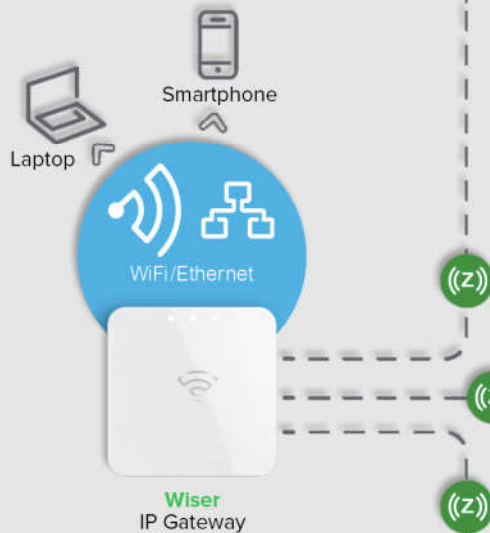 Smartphone
Laptop
WiFi/Ethernet
((Z))
((Z))
Wiser
IP Gateway